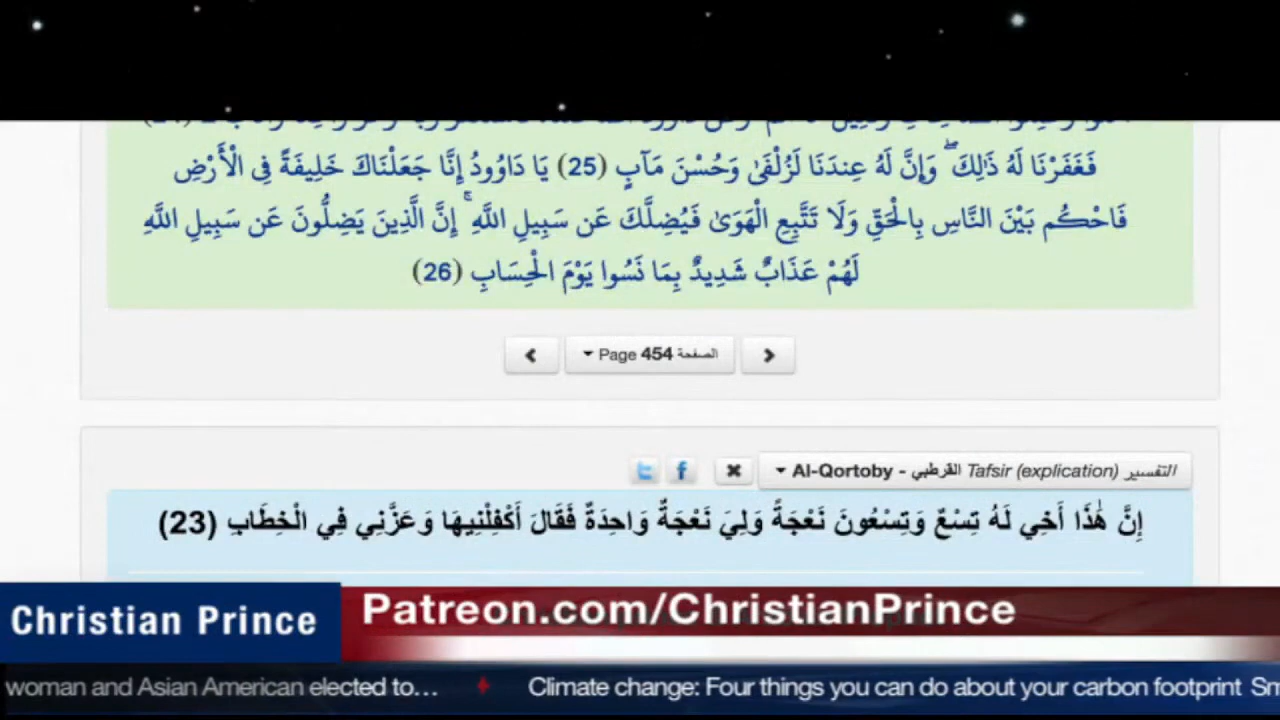 فَغَفَرْنَا لَهُ ذَٰلِكَ ۖ وَإِنَّ لَهُ عِندَنَا لَزُلْفَىٰ وَحُسْنَ مَآبٍ (25) يَا دَاوُودُ إِنَّا جَعَلْنَاكَ خَلِيفَةً فِي الْأَرْضِ
فَاحْكُم بَيْنَ النَّاسِ بِالْحَقِّ وَلَا تَتَّبِعِ الْهَوَىٰ فَيُضِلَّكَ عَن سَبِيلِ اللَّهِ ۚ إِنَّ الَّذِينَ يَضِلُّونَ عَن سَبِيلِ اللَّهِ
لَهُمْ عَذَابٌ شَدِيدٌ بِمَا نَسُوا يَوْمَ الْحِسَابِ (26)
Page 454 الصفحة
Al-Qortoby - القرطبي Tafsir (explication) التفسير
إِنَّ هَٰذَا أَخِي لَهُ تِسْعٌ وَتِسْعُونَ نَعْجَةً وَلِيَ نَعْجَةٌ وَاحِدَةٌ فَقَالَ أَكْفِلْنِيهَا وَعَزَّنِي فِي الْخِطَابِ (23)
Patreon.com/ChristianPrince
Christian Prince
woman and Asian American elected to… Climate change: Four things you can do about your carbon footprint